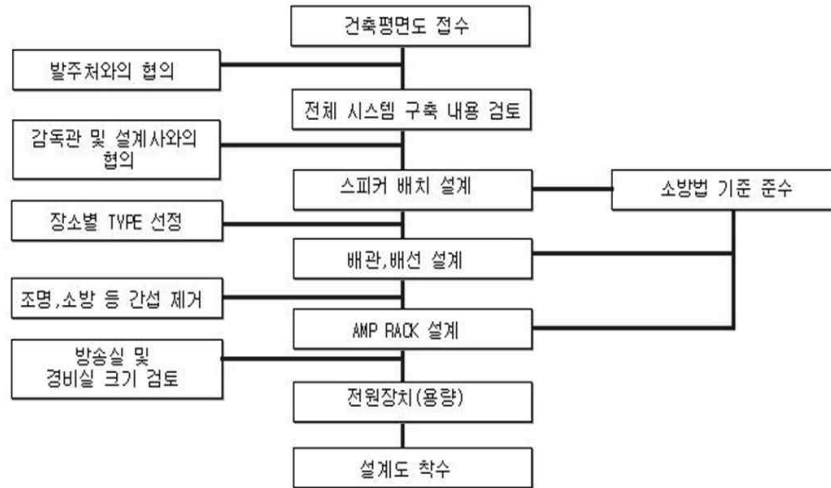 건축평면도 접수
발주처와의 협의
전체 시스템 구축 내용 검토
감독관 및 설계사와의
협의
스피커 배치 설계
소방법 기준 준수
장소별 TYPE 선정
배관,배선 설계
조명,소방 등 간섭 제거
AMP RACK 설계
방송실 및
경비실 크기 검토
전원장치(용량)
설계도 착수